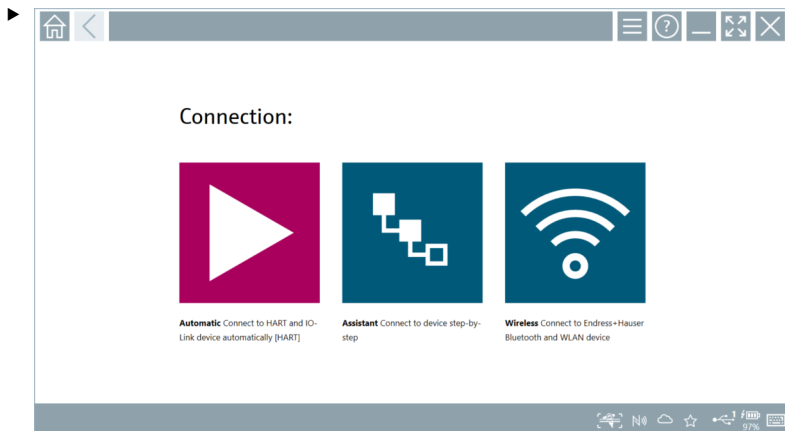 Connection:
Automatic Connect to HART and IO-
Link device automatically [HART]
Assistant Connect to device step-by-
step
Wireless Connect to Endress+Hauser
Bluetooth and WLAN device
1
97%